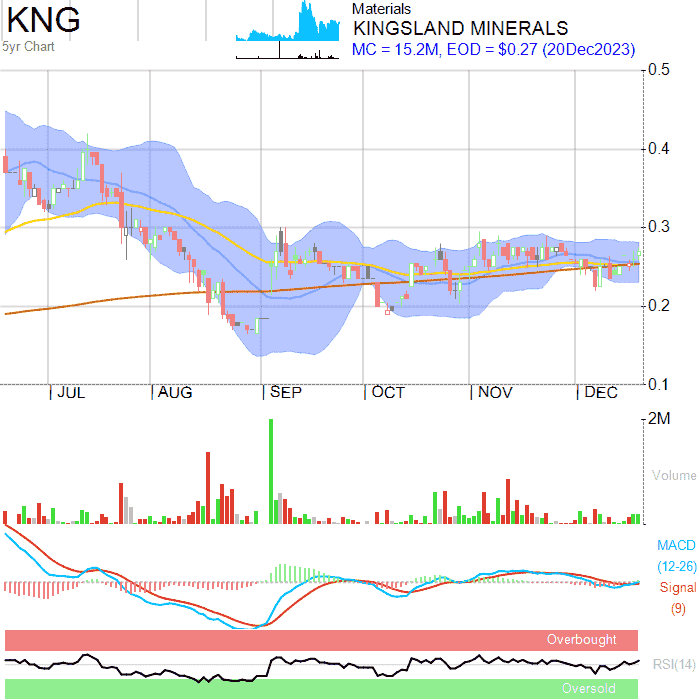 KNG
5yr Chart
Materials
KINGSLAND MINERALS
MC = 15.2M, EOD = $0.27 (20Dec2023)
0.5
0.4
0.3
0.2
0.1
JUL AUG SEP OCT NOV DEC
2M
Volume
MACD
(12-26)
Signal
(9)
Overbought
RSI(14)
Oversold